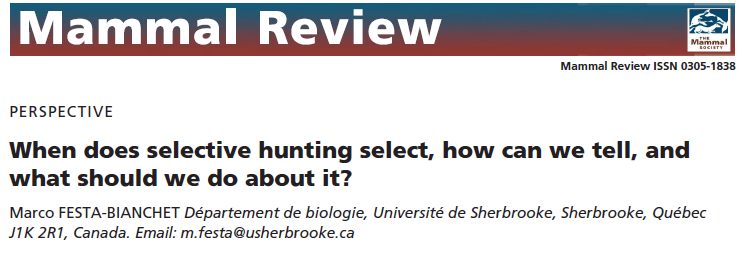 Mammal Review
THE
Mammal
SOCIETY
Mammal Review ISSN 0305-1838
PERSPECTIVE
When does selective hunting select, how can we tell, and
what should we do about it?
Marco FESTA-BIANCHET Département de biologie, Université de Sherbrooke, Sherbrooke, Québec
J1K 2R1, Canada. Email: m.festa@usherbrooke.ca